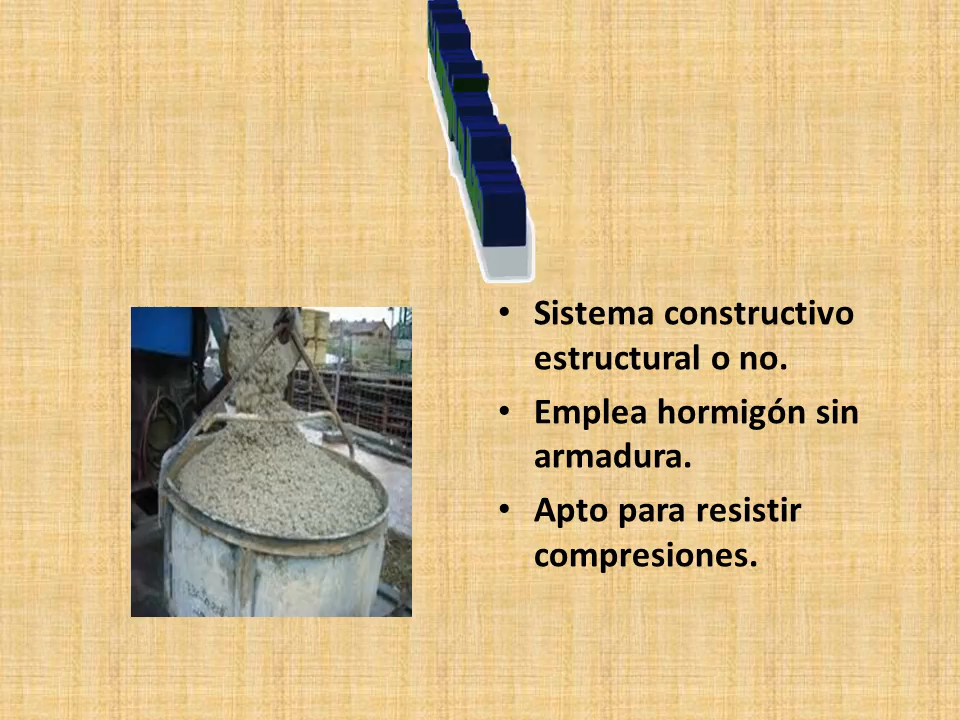 • Sistema constructivo
estructural o no.
• Emplea hormigón sin
armadura.
• Apto para resistir
compresiones.